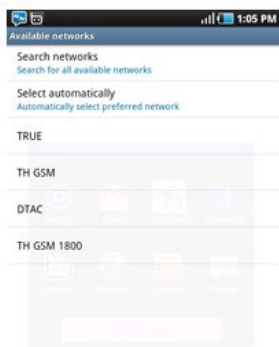 1:05 PM
Available networks
Search networks
Search for all available networks
Select automatically
Automatically select preferred network
TRUE
TH GSM
DTAC
TH GSM 1800